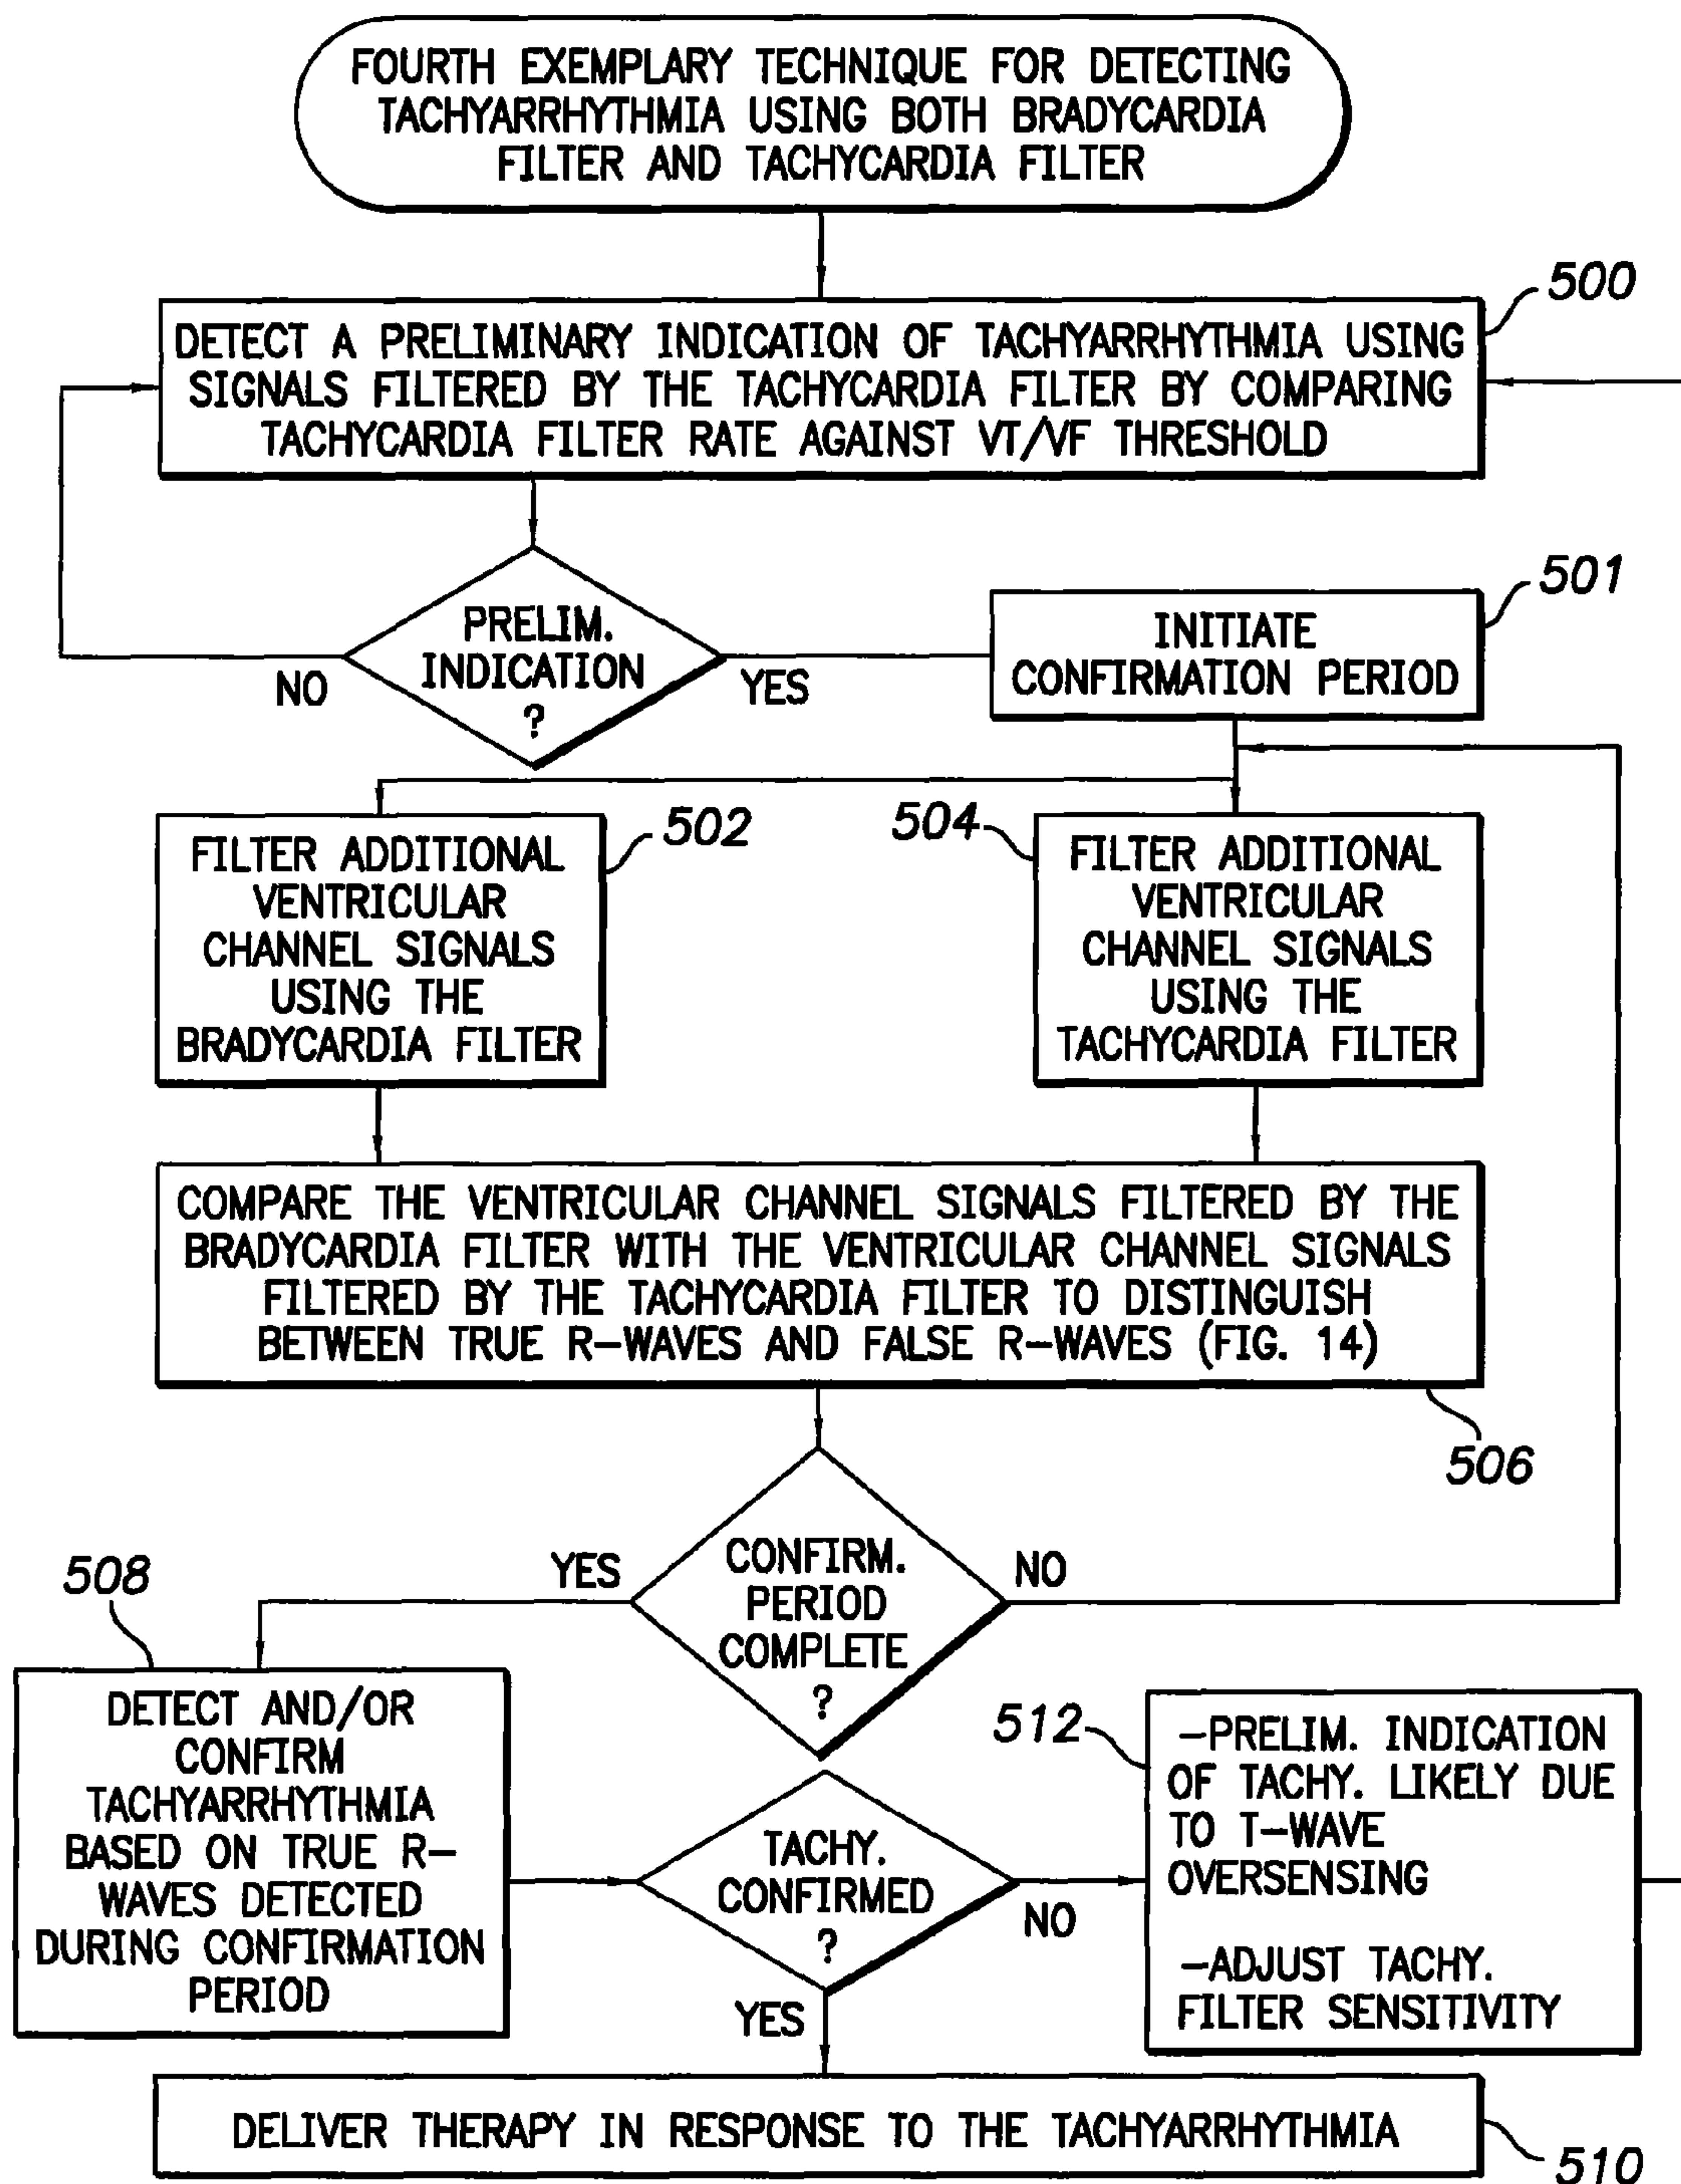 FOURTH EXEMPLARY TECHNIQUE FOR DETECTING
TACHYARRHYTHMIA USING BOTH BRADYCARDIA
FILTER AND TACHYCARDIA FILTER
500
DETECT A PRELIMINARY INDICATION OF TACHYARRHYTHMIA USING
SIGNALS FILTERED BY THE TACHYCARDIA FILTER BY COMPARING
TACHYCARDIA FILTER RATE AGAINST VT/VF THRESHOLD
PRELIM.
INDICATION
?
NO
YES
501
INITIATE
CONFIRMATION PERIOD
502
FILTER ADDITIONAL
VENTRICULAR
CHANNEL SIGNALS
USING THE
BRADYCARDIA FILTER
504
FILTER ADDITIONAL
VENTRICULAR
CHANNEL SIGNALS
USING THE
TACHYCARDIA FILTER
COMPARE THE VENTRICULAR CHANNEL SIGNALS FILTERED BY THE
BRADYCARDIA FILTER WITH THE VENTRICULAR CHANNEL SIGNALS
FILTERED BY THE TACHYCARDIA FILTER TO DISTINGUISH
BETWEEN TRUE R-WAVES AND FALSE R-WAVES (FIG. 14)
506
CONFIRM.
PERIOD
COMPLETE
?
YES
NO
508
DETECT AND/OR
CONFIRM
TACHYARRHYTHMIA
BASED ON TRUE R-
WAVES DETECTED
DURING CONFIRMATION
PERIOD
TACHY.
CONFIRMED
?
NO
YES
512
-PRELIM. INDICATION
OF TACHY. LIKELY DUE
TO T-WAVE
OVERSENSING
-ADJUST TACHY.
FILTER SENSITIVITY
DELIVER THERAPY IN RESPONSE TO THE TACHYARRHYTHMIA
510